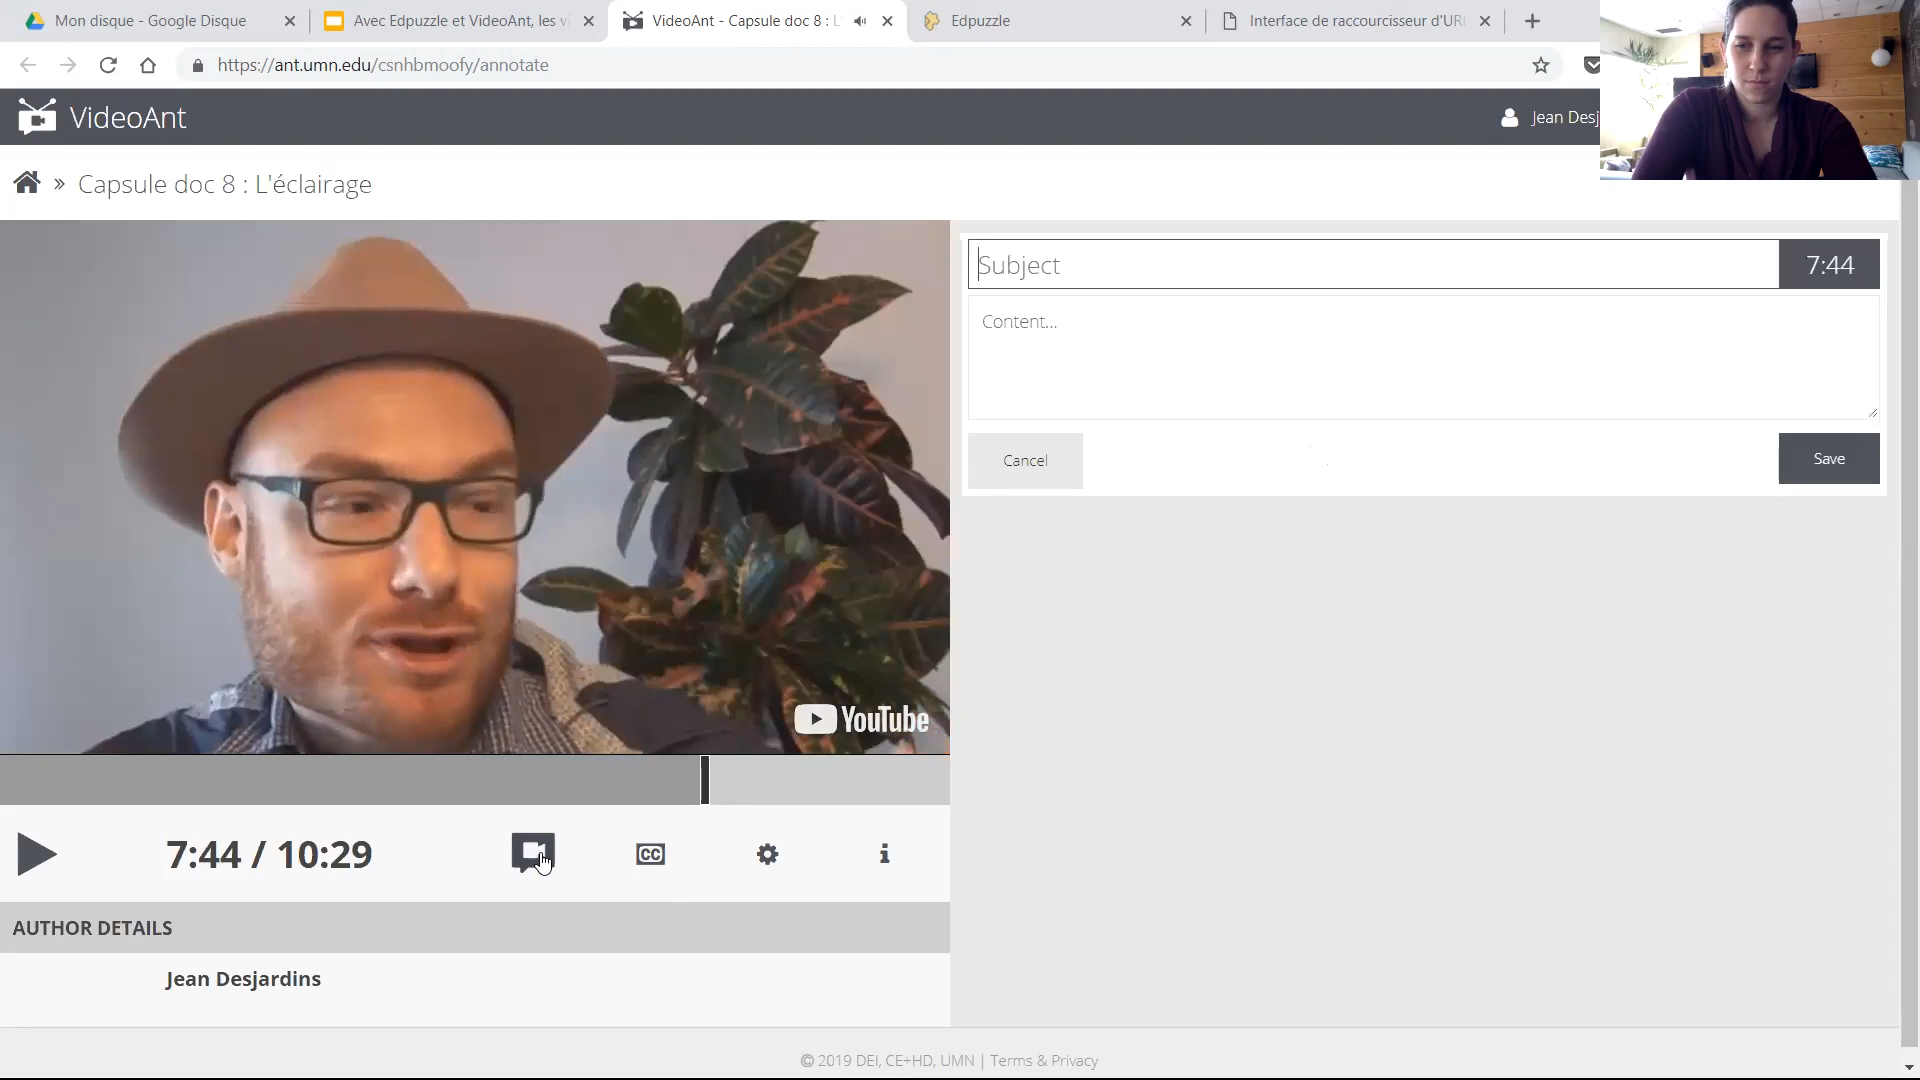 Mon disque - Google Disque
Avec Edpuzzle et VideoAnt, les vi
VideoAnt - Capsule doc 8 : L'
Edpuzzle
Interface de raccourcisseur d'URL
https://ant.umn.edu/csnhbmoofy/annotate
VideoAnt
Jean Desj
» Capsule doc 8 : L'éclairage
Subject
7:44
Content...
Cancel
Save
YouTube
7:44 / 10:29
CC
AUTHOR DETAILS
Jean Desjardins
© 2019 DEI, CE+HD, UMN | Terms & Privacy